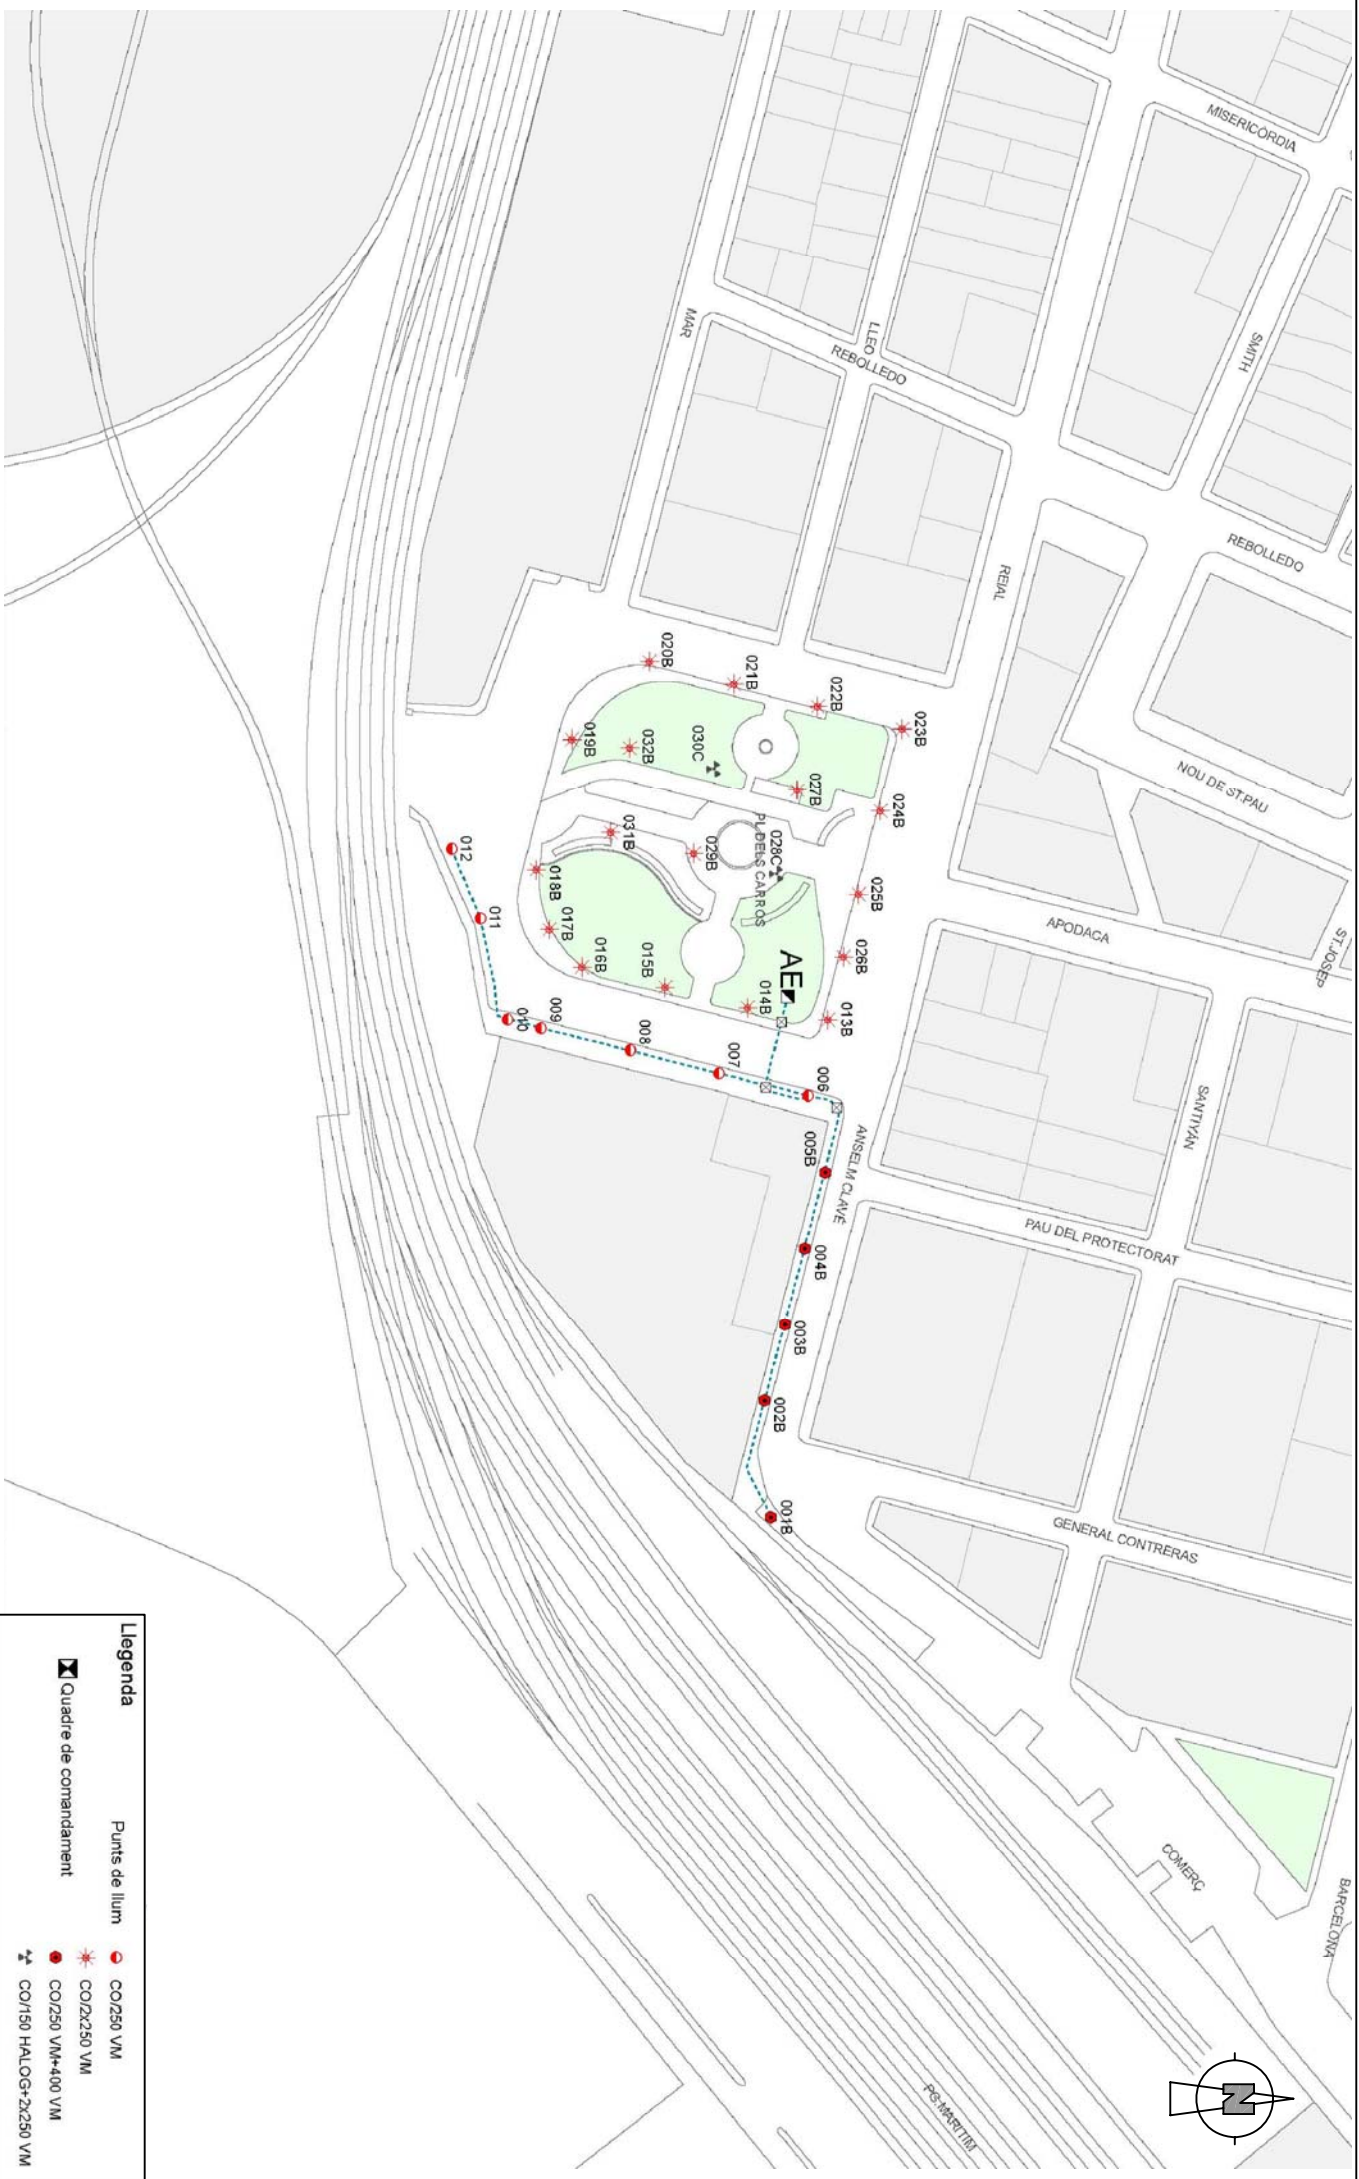 MISERICÒRDIA
SMITH
MAR
LLEO
REBOLLEDO
REBOLLEDO
REIAL
NOU DE ST.PAU
ST.JOSEP
APODACA
SANTIYÁN
PAU DEL PROTECTORAT
ANSELM CLAVÉ
GENERAL CONTRERAS
COMERÇ
BARCELONA
PG.MARITIM
PL.DELS CARROS
AE
020B
021B
022B
023B
019B
032B
030C
027B
024B
031B
029B
028C
025B
018B
017B
016B
015B
014B
026B
013B
012
011
010
009
008
007
006
005B
004B
003B
002B
001B
Llegenda
Quadre de comandament
Punts de llum
CO/250 VM
CO/2x250 VM
CO/250 VM+400 VM
CO/150 HALOG+2x250 VM
N